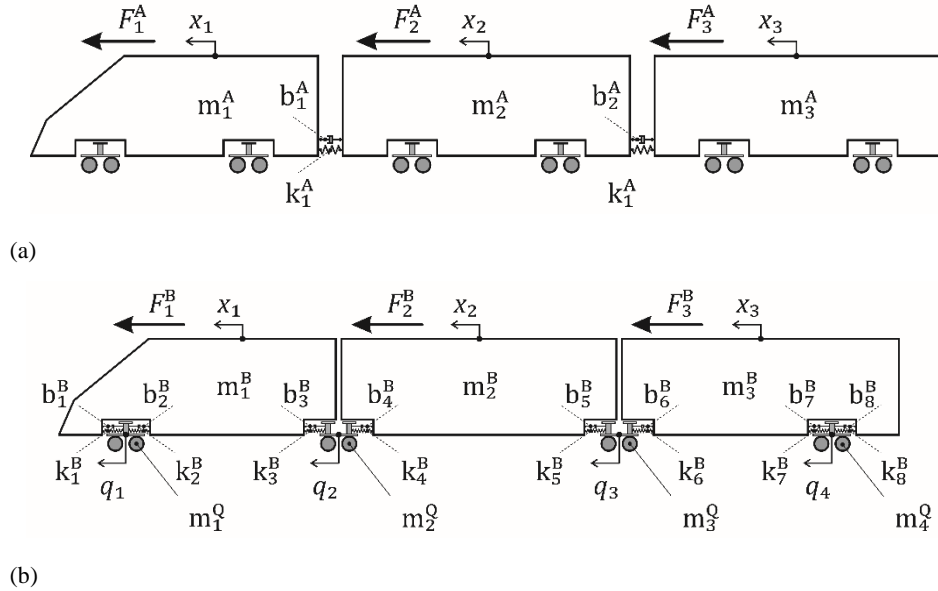 F₁ᴬ x₁ F₂ᴬ x₂ F₃ᴬ x₃
b₁ᴬ b₂ᴬ
m₁ᴬ m₂ᴬ m₃ᴬ
k₁ᴬ k₁ᴬ
(a)
F₁ᴮ x₁ F₂ᴮ x₂ F₃ᴮ x₃
m₁ᴮ m₂ᴮ m₃ᴮ
b₁ᴮ b₂ᴮ b₃ᴮ b₄ᴮ b₅ᴮ b₆ᴮ b₇ᴮ b₈ᴮ
k₁ᴮ k₂ᴮ k₃ᴮ k₄ᴮ k₅ᴮ k₆ᴮ k₇ᴮ k₈ᴮ
q₁ q₂ q₃ q₄
m₁Q m₂Q m₃Q m₄Q
(b)